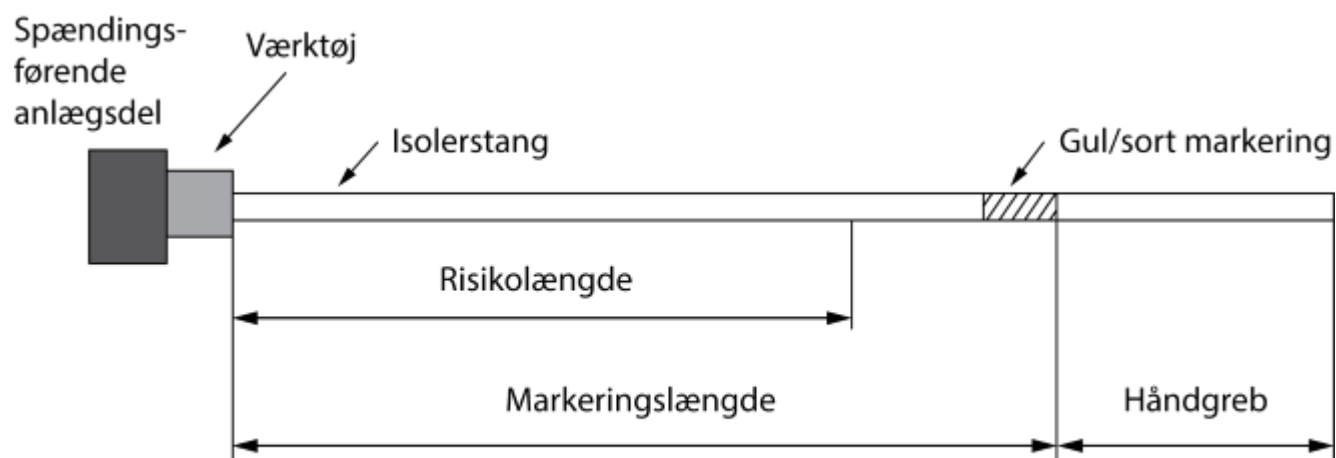 Spændings-
førende
anlægsdel
Værktøj
Isolerstang
Gul/sort markering
Risikolængde
Markeringslængde
Håndgreb